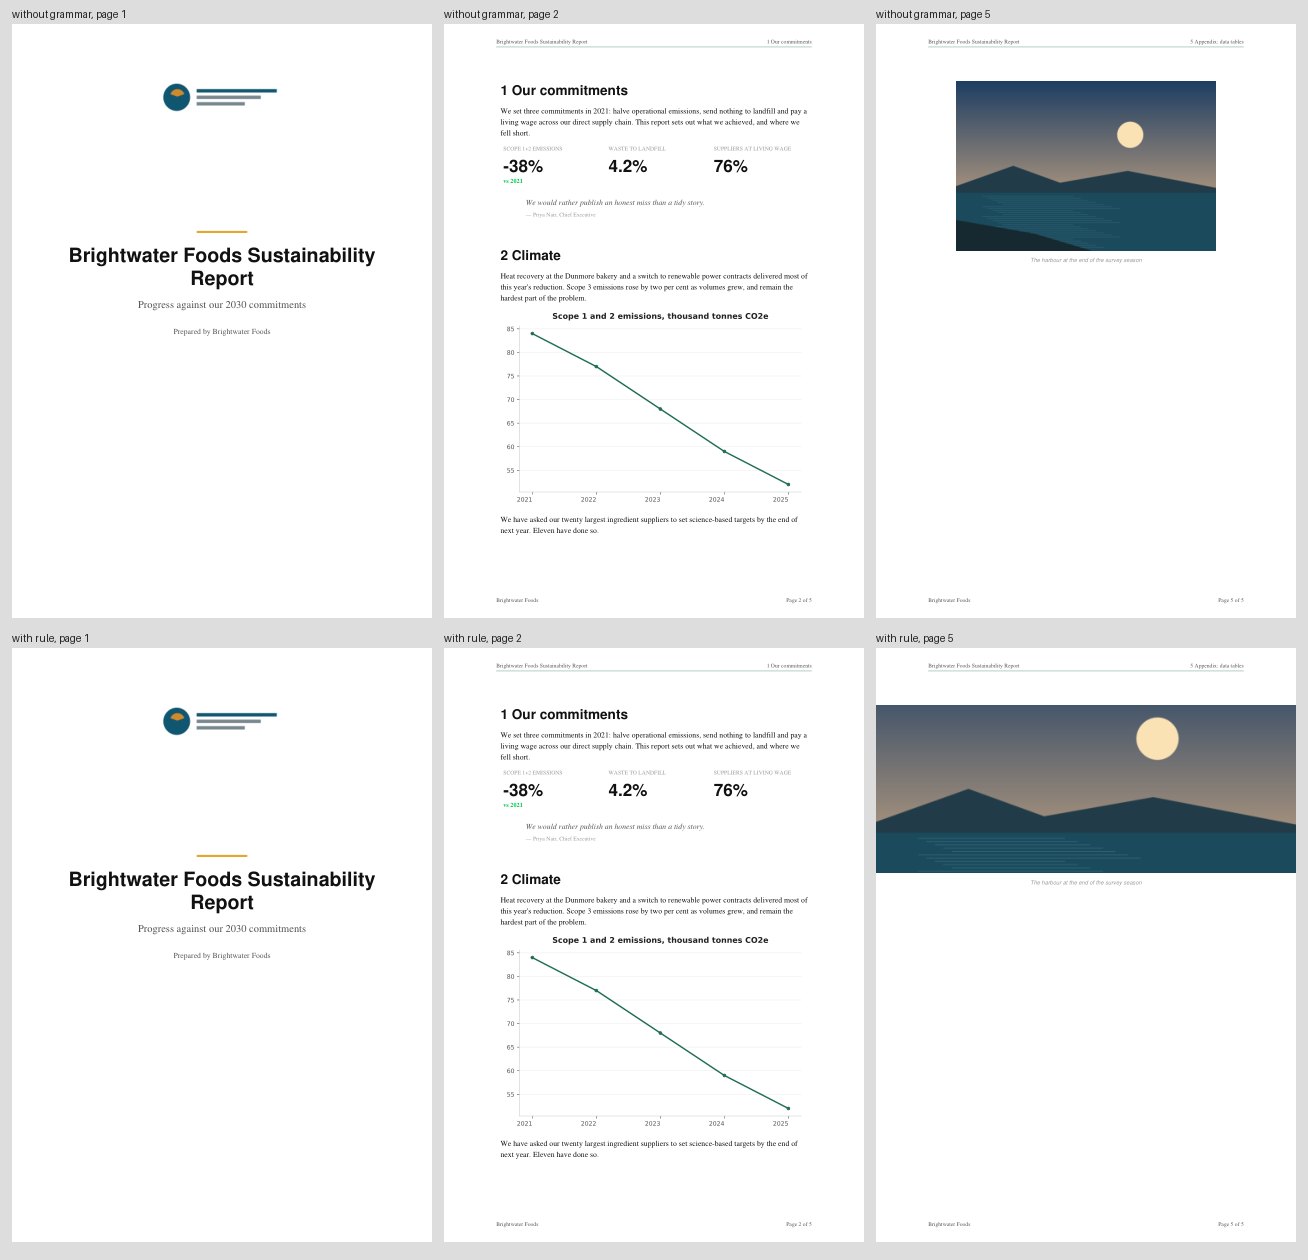 without grammar, page 1
Brightwater Foods Sustainability
Report
Progress against our 2030 commitments
Prepared by Brightwater Foods
without grammar, page 2
Brightwater Foods Sustainability Report
1 Our commitments
1 Our commitments
We set three commitments in 2021: halve operational emissions, send nothing to landfill and pay a
living wage across our direct supply chain. This report sets out what we achieved, and where we
fell short.
SCOPE 1+2 EMISSIONS
WASTE TO LANDFILL
SUPPLIERS AT LIVING WAGE
-38%
4.2%
76%
vs 2021
We would rather publish an honest miss than a tidy story.
— Priya Nair, Chief Executive
2 Climate
Heat recovery at the Dunmore bakery and a switch to renewable power contracts delivered most of
this year's reduction. Scope 3 emissions rose by two per cent as volumes grew, and remain the
hardest part of the problem.
Scope 1 and 2 emissions, thousand tonnes CO2e
85
80
75
70
65
60
55
2021
2022
2023
2024
2025
We have asked our twenty largest ingredient suppliers to set science-based targets by the end of
next year. Eleven have done so.
Brightwater Foods
Page 2 of 5
without grammar, page 5
Brightwater Foods Sustainability Report
5 Appendix: data tables
The harbour at the end of the survey season
Brightwater Foods
Page 5 of 5
with rule, page 1
Brightwater Foods Sustainability
Report
Progress against our 2030 commitments
Prepared by Brightwater Foods
with rule, page 2
Brightwater Foods Sustainability Report
1 Our commitments
1 Our commitments
We set three commitments in 2021: halve operational emissions, send nothing to landfill and pay a
living wage across our direct supply chain. This report sets out what we achieved, and where we
fell short.
SCOPE 1+2 EMISSIONS
WASTE TO LANDFILL
SUPPLIERS AT LIVING WAGE
-38%
4.2%
76%
vs 2021
We would rather publish an honest miss than a tidy story.
— Priya Nair, Chief Executive
2 Climate
Heat recovery at the Dunmore bakery and a switch to renewable power contracts delivered most of
this year's reduction. Scope 3 emissions rose by two per cent as volumes grew, and remain the
hardest part of the problem.
Scope 1 and 2 emissions, thousand tonnes CO2e
85
80
75
70
65
60
55
2021
2022
2023
2024
2025
We have asked our twenty largest ingredient suppliers to set science-based targets by the end of
next year. Eleven have done so.
Brightwater Foods
Page 2 of 5
with rule, page 5
Brightwater Foods Sustainability Report
5 Appendix: data tables
The harbour at the end of the survey season
Brightwater Foods
Page 5 of 5